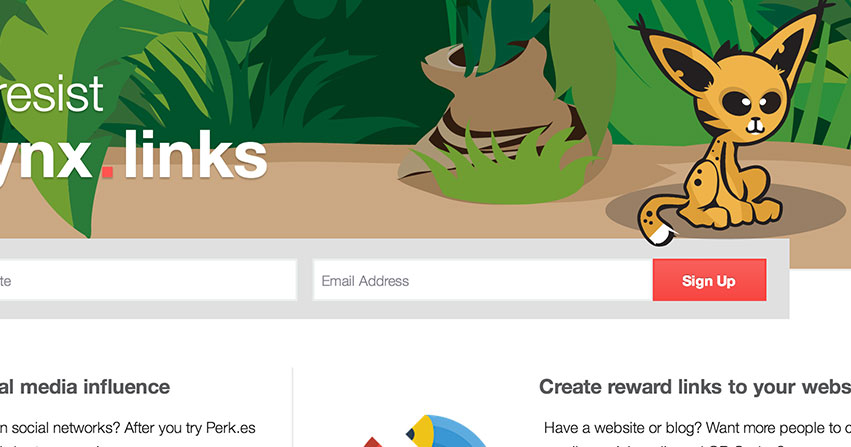 resist
ynx.links
te
Email Address
Sign Up
al media influence
n social networks? After you try Perk.es
Create reward links to your webs
Have a website or blog? Want more people to c